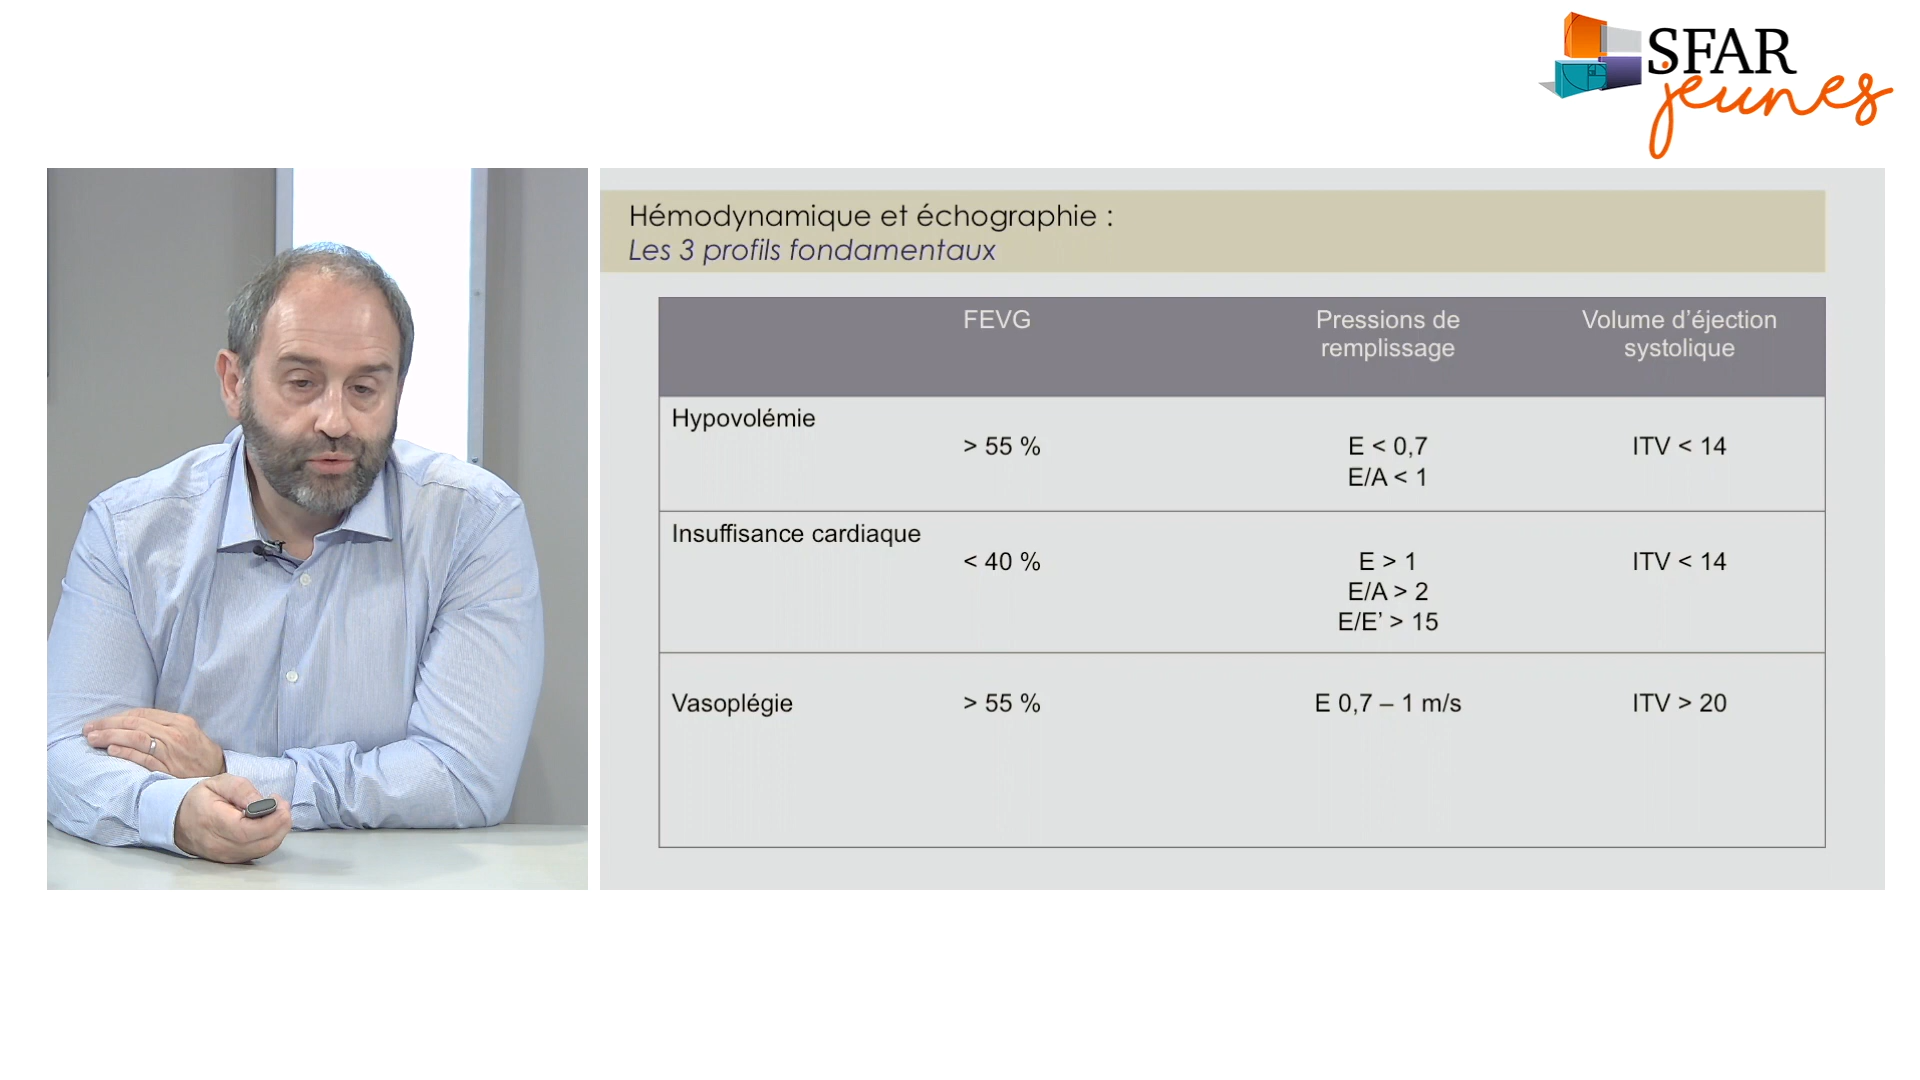 SFAR
jeunes
Hémodynamique et échographie :
Les 3 profils fondamentaux
FEVG
Pressions de
remplissage
Volume d’éjection
systolique
Hypovolémie
> 55 %
E < 0,7
E/A < 1
ITV < 14
Insuffisance cardiaque
< 40 %
E > 1
E/A > 2
E/E’ > 15
ITV < 14
Vasoplégie
> 55 %
E 0,7 – 1 m/s
ITV > 20